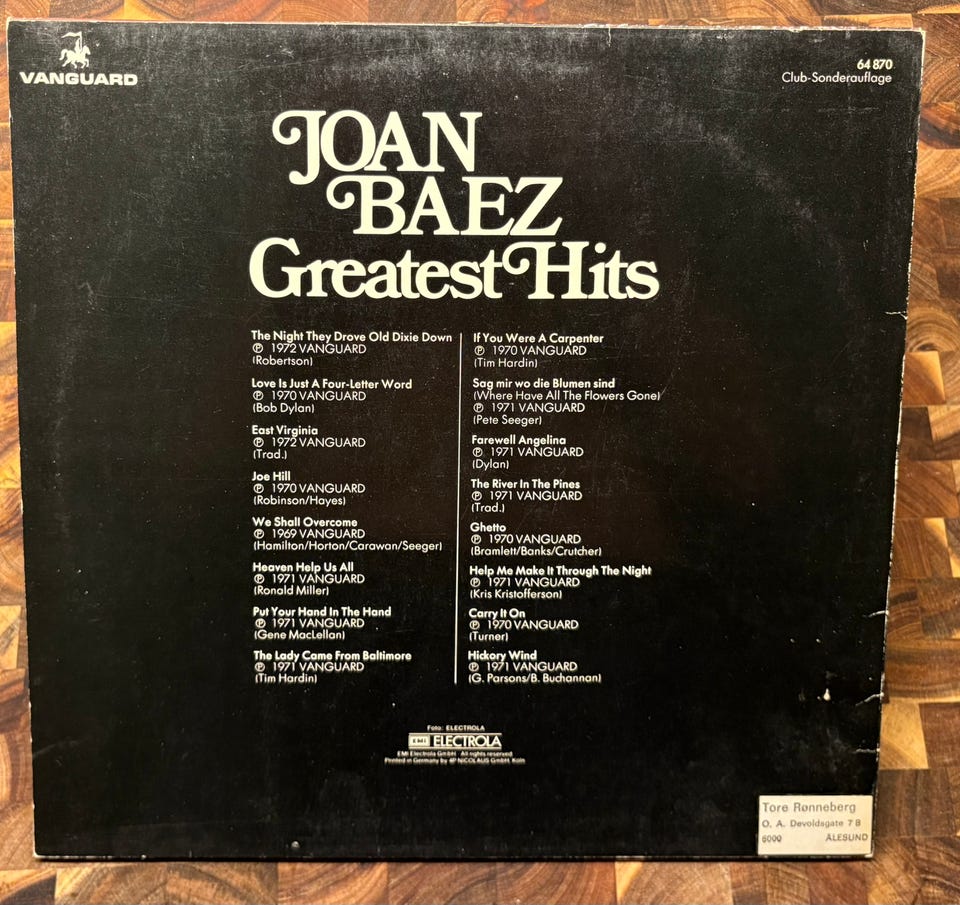 VANGUARD
64 870
Club-Sonderauflage
JOAN
BAEZ
Greatest Hits
The Night They Drove Old Dixie Down
℗ 1972 VANGUARD
(Robertson)
Love Is Just A Four-Letter Word
℗ 1970 VANGUARD
(Bob Dylan)
East Virginia
℗ 1972 VANGUARD
(Trad.)
Joe Hill
℗ 1970 VANGUARD
(Robinson/Hayes)
We Shall Overcome
℗ 1969 VANGUARD
(Hamilton/Horton/Carawan/Seeger)
Heaven Help Us All
℗ 1971 VANGUARD
(Ronald Miller)
Put Your Hand In The Hand
℗ 1971 VANGUARD
(Gene MacLellan)
The Lady Came From Baltimore
℗ 1971 VANGUARD
(Tim Hardin)
If You Were A Carpenter
℗ 1970 VANGUARD
(Tim Hardin)
Sag mir wo die Blumen sind
(Where Have All The Flowers Gone)
℗ 1971 VANGUARD
(Pete Seeger)
Farewell Angelina
℗ 1971 VANGUARD
(Dylan)
The River In The Pines
℗ 1971 VANGUARD
(Trad.)
Ghetto
℗ 1970 VANGUARD
(Bramlett/Banks/Crutcher)
Help Me Make It Through The Night
℗ 1971 VANGUARD
(Kris Kristofferson)
Carry It On
℗ 1970 VANGUARD
(Turner)
Hickory Wind
℗ 1971 VANGUARD
(G. Parsons/B. Buchannan)
Foto: ELECTROLA
EMI ELECTROLA
EMI Electrola GmbH All rights reserved
Printed in Germany by 4P NICOLAUS GmbH, Köln
Tore Rønneberg
O. A. Devoldsgate 7 B
6000 ÅLESUND